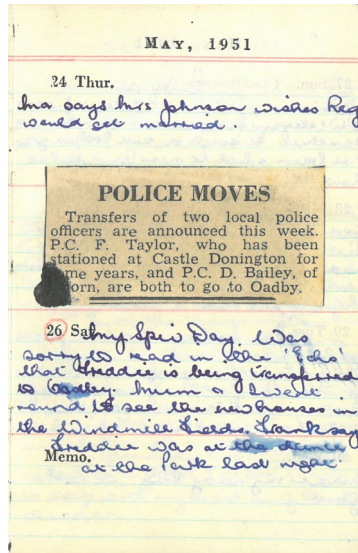 MAY, 1951
24 Thur.
Ma says Mrs Johnson wishes Reg
would get married.
POLICE MOVES
Transfers of two local police
officers are announced this week.
P.C. F. Taylor, who has been
stationed at Castle Donington for
me years, and P.C. D. Bailey, of
orn, are both to go to Oadby.
26 Sat
my Day. Was
sorry to read in the 'Echo'
that Freddie is being transferred
to Oadby. Mum & I went
round to see the new houses in
the Windmill Fields. Frank says
Freddie was at the dance
Memo.
at the Park last night.